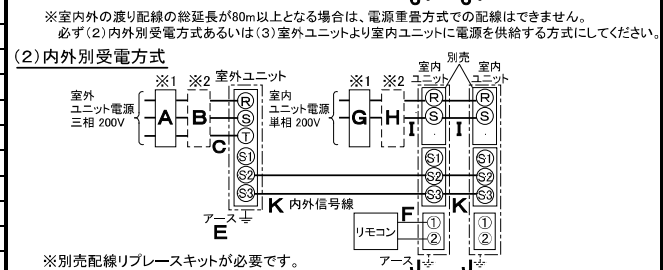 ※室内外の渡り配線の総延長が80m以上となる場合は、電源重畳方式での配線はできません。
必ず(2)内外別受電方式あるいは(3)室外ユニットより室内ユニットに電源を供給する方式にしてください。
(2)内外別受電方式
別売
※1 ※2 室外ユニット ※1 ※2 室内ユニット 室内ユニット
室外
ユニット電源
三相 200V
A B C
R
S
T
S1
S2
S3
室内
ユニット電源
単相 200V
G H I I
R
S
S1
S2
S3
R
S
S1
S2
S3
K 内外信号線 K
アース
E
リモコン
F
①
②
①
②
アース J J
※別売配線リプレースキットが必要です。